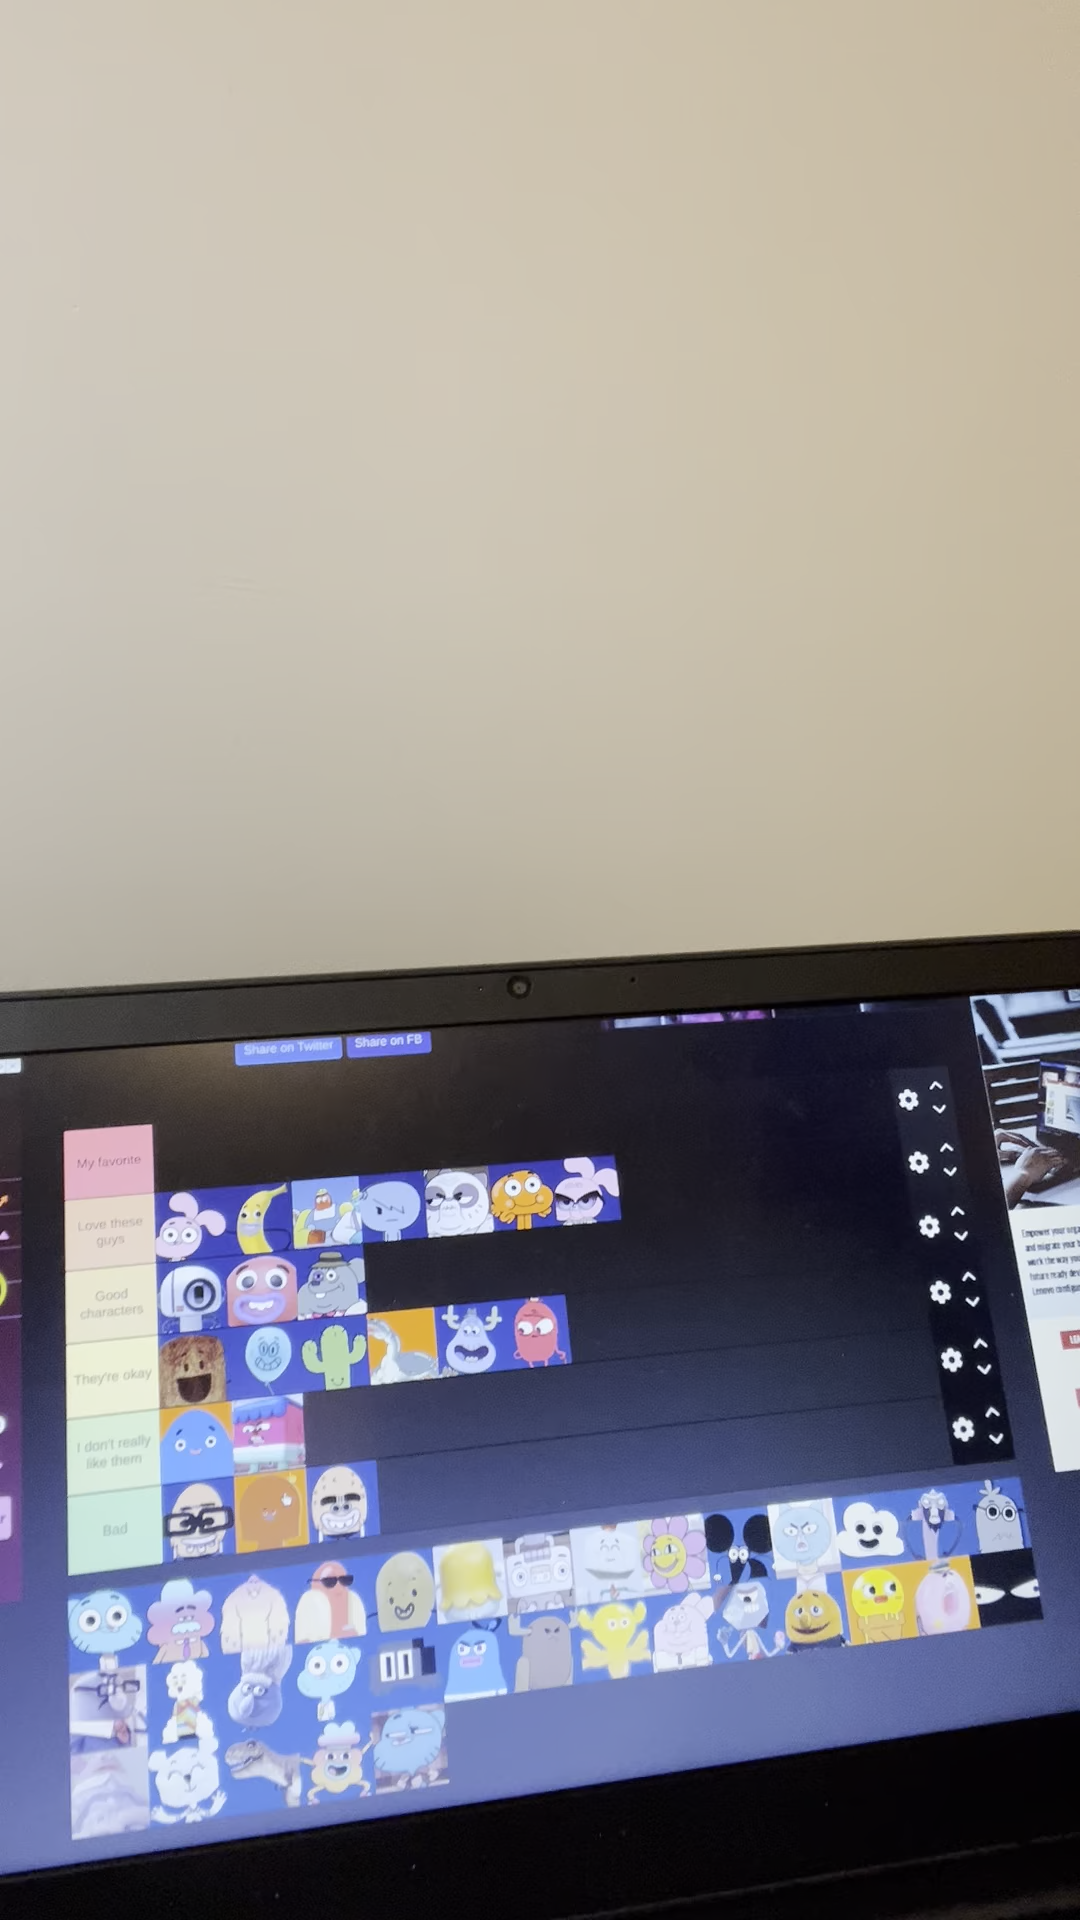 Share on Twitter
Share on FB
My favorite
Love these
guys
Good
characters
They're okay
I don't really
like them
Bad